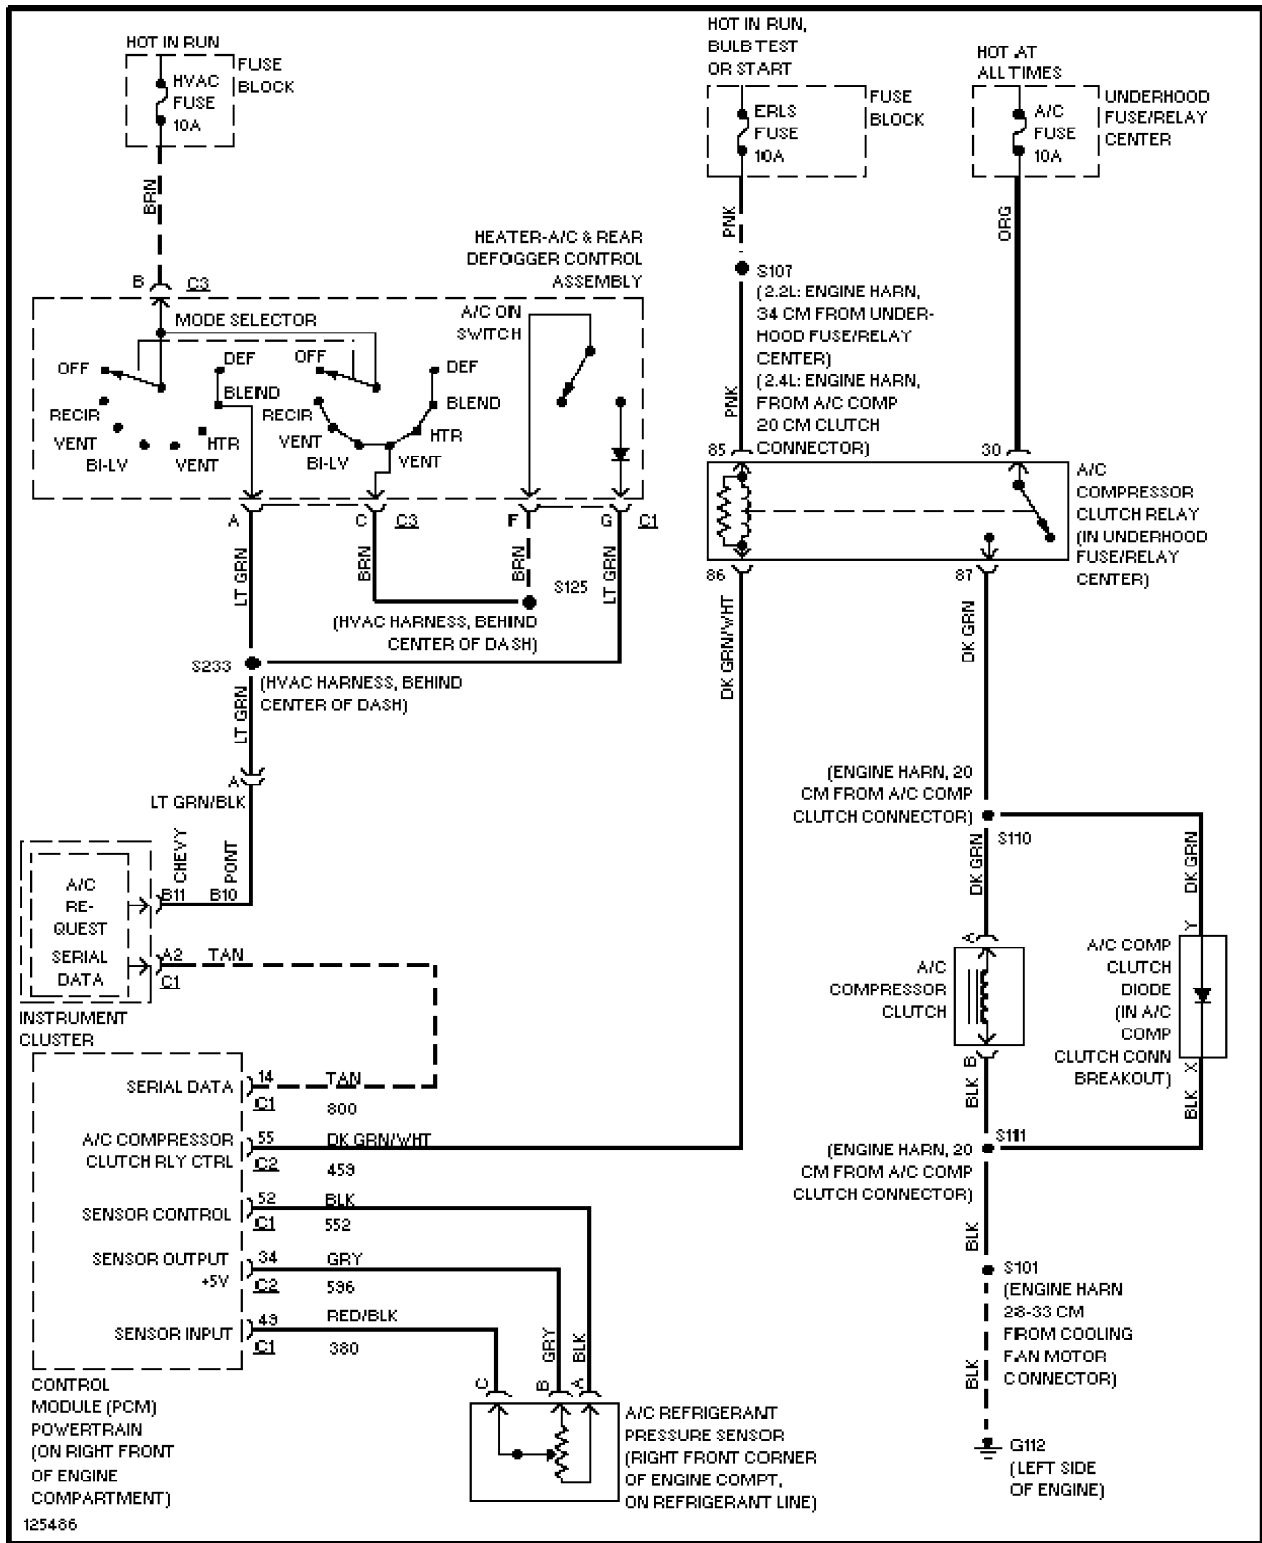 HOT IN RUN
FUSE
BLOCK
HVAC
FUSE
10A
BRN
B
C3
HEATER-A/C & REAR
DEFOGGER CONTROL
ASSEMBLY
MODE SELECTOR
A/C ON
SWITCH
OFF
DEF
BLEND
RECIR
VENT
BI-LV
VENT
HTR
OFF
DEF
BLEND
RECIR
VENT
BI-LV
VENT
HTR
A
C
C3
F
G
C1
LT GRN
BRN
BRN
S125
LT GRN
(HVAC HARNESS, BEHIND
CENTER OF DASH)
S233
(HVAC HARNESS, BEHIND
CENTER OF DASH)
LT GRN
A
LT GRN/BLK
CHEVY
PONT
B11
B10
A/C
RE-
QUEST
SERIAL
DATA
A2
TAN
C1
INSTRUMENT
CLUSTER
HOT IN RUN,
BULB TEST
OR START
ERLS
FUSE
10A
FUSE
BLOCK
HOT AT
ALL TIMES
A/C
FUSE
10A
UNDERHOOD
FUSE/RELAY
CENTER
PNK
ORG
S107
(2.2L: ENGINE HARN,
34 CM FROM UNDER-
HOOD FUSE/RELAY
CENTER)
(2.4L: ENGINE HARN,
FROM A/C COMP
20 CM CLUTCH
CONNECTOR)
PNK
85
30
A/C
COMPRESSOR
CLUTCH RELAY
(IN UNDERHOOD
FUSE/RELAY
CENTER)
86
87
DK GRN/WHT
DK GRN
(ENGINE HARN, 20
CM FROM A/C COMP
CLUTCH CONNECTOR)
S110
DK GRN
DK GRN
A
Y
A/C
COMPRESSOR
CLUTCH
A/C COMP
CLUTCH
DIODE
(IN A/C
COMP
CLUTCH CONN
BREAKOUT)
B
X
BLK
BLK
S111
(ENGINE HARN, 20
CM FROM A/C COMP
CLUTCH CONNECTOR)
BLK
S101
(ENGINE HARN
28-33 CM
FROM COOLING
FAN MOTOR
CONNECTOR)
BLK
G112
(LEFT SIDE
OF ENGINE)
SERIAL DATA
14
TAN
C1
800
A/C COMPRESSOR
CLUTCH RLY CTRL
55
DK GRN/WHT
C2
459
SENSOR CONTROL
52
BLK
C1
552
SENSOR OUTPUT
+5V
34
GRY
C2
596
SENSOR INPUT
49
RED/BLK
C1
380
CONTROL
MODULE (PCM)
POWERTRAIN
(ON RIGHT FRONT
OF ENGINE
COMPARTMENT)
GRY
BLK
C
B
A
A/C REFRIGERANT
PRESSURE SENSOR
(RIGHT FRONT CORNER
OF ENGINE COMPT,
ON REFRIGERANT LINE)
125486